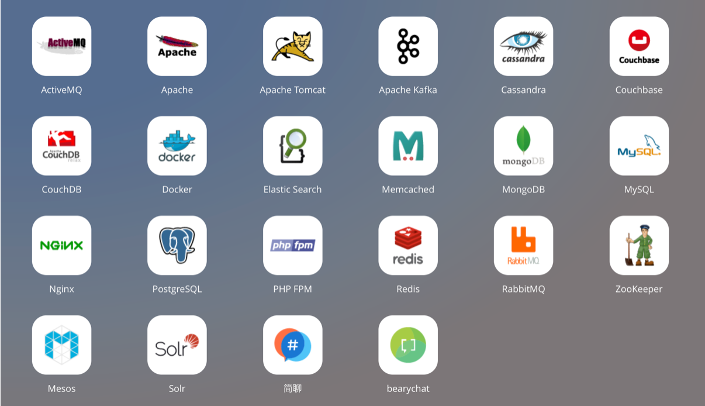 ActiveMQ
Apache
Cassandra
Couchbase
ActiveMQ Apache Apache Tomcat Apache Kafka Cassandra Couchbase
CouchDB
relax
docker
M
mongoDB
MySQL
CouchDB Docker Elastic Search Memcached MongoDB MySQL
NGINX
php fpm
redis
RabbitMQ
Nginx PostgreSQL PHP FPM Redis RabbitMQ ZooKeeper
M
Solr
#
Mesos Solr 简聊 bearychat